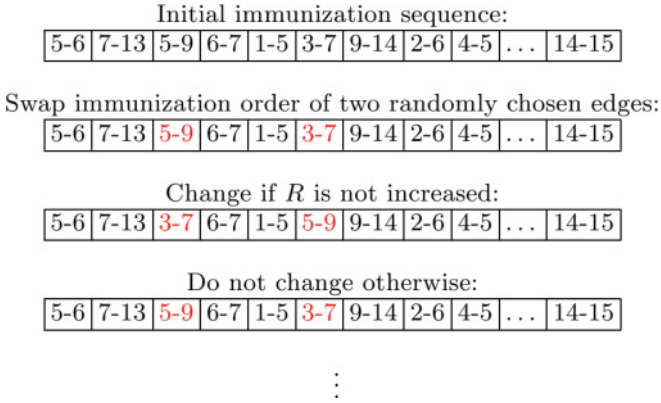 Initial immunization sequence:
5-6 7-13 5-9 6-7 1-5 3-7 9-14 2-6 4-5 ... 14-15
Swap immunization order of two randomly chosen edges:
5-6 7-13 5-9 6-7 1-5 3-7 9-14 2-6 4-5 ... 14-15
Change if R is not increased:
5-6 7-13 3-7 6-7 1-5 5-9 9-14 2-6 4-5 ... 14-15
Do not change otherwise:
5-6 7-13 5-9 6-7 1-5 3-7 9-14 2-6 4-5 ... 14-15
⋮